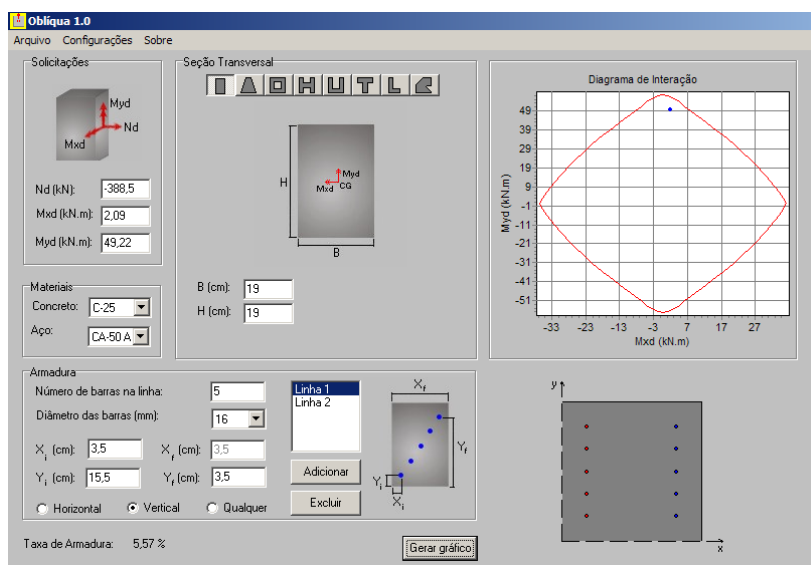 Oblíqua 1.0
Arquivo Configurações Sobre
Solicitações
Myd
Nd
Mxd
Nd (kN): -388,5
Mxd (kN.m): 2,09
Myd (kN.m): 49,22
Materiais
Concreto: C-25
Aço: CA-50 A
Seção Transversal
H
Myd
Mxd CG
B
B (cm): 19
H (cm): 19
Diagrama de Interação
Myd (kN.m)
49
39
29
19
9
-1
-11
-21
-31
-41
-51
-33 -23 -13 -3 7 17 27
Mxd (kN.m)
Armadura
Número de barras na linha: 5
Diâmetro das barras (mm): 16
Xi (cm): 3,5 Xf (cm): 3,5
Yi (cm): 15,5 Yf (cm): 3,5
Horizontal Vertical Qualquer
Linha 1
Linha 2
Adicionar
Excluir
Xf
Yf
Yi
Xi
Taxa de Armadura: 5,57 %
Gerar gráfico
y
x